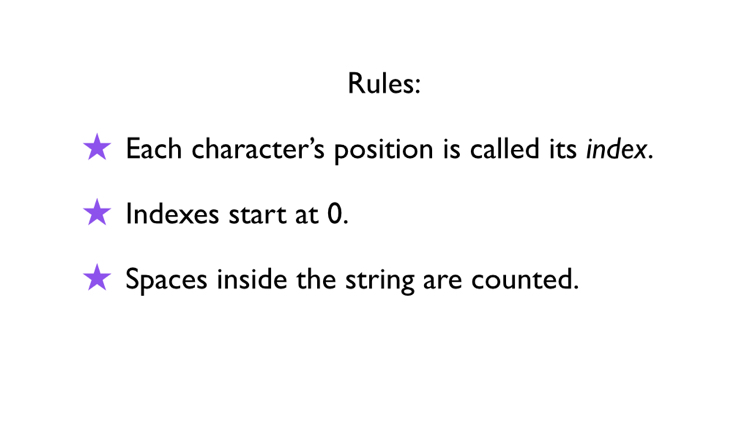 Rules:
★ Each character’s position is called its index.
★ Indexes start at 0.
★ Spaces inside the string are counted.